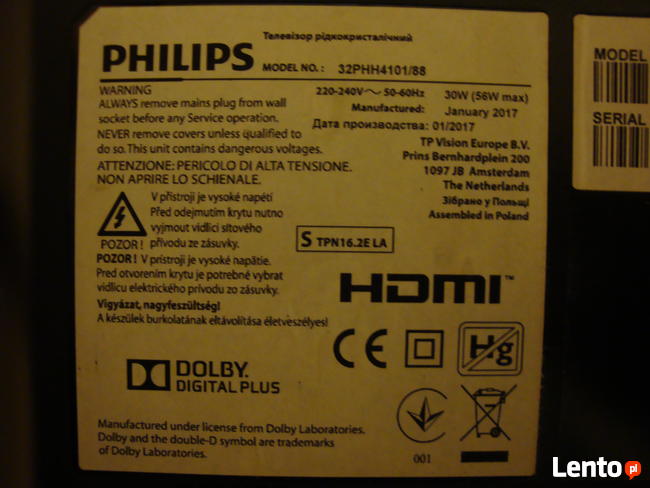 Телевізор рідкокристалічний
PHILIPS
MODEL NO.: 32PHH4101/88
WARNING
ALWAYS remove mains plug from wall
socket before any Service operation.
NEVER remove covers unless qualified to
do so. This unit contains dangerous voltages.
ATTENZIONE: PERICOLO DI ALTA TENSIONE.
NON APRIRE LO SCHIENALE.
V přístroji je vysoké napětí
Před odejmutím krytu nutno
vyjmout vidlici síťového
POZOR ! přívodu ze zásuvky.
POZOR ! V prístroji je vysoké napätie.
Pred otvorením krytu je potrebné vybrat
vidlicu elektrického prívodu zo zásuvky.
Vigyázat, nagyfeszültség!
A készülek burkolatának eltávolítása életveszélyes!
220-240V~ 50-60Hz 30W (56W max)
Manufactured: January 2017
Дата производства: 01/2017
TP Vision Europe B.V.
Prins Bernhardplein 200
1097 JB Amsterdam
The Netherlands
Зібрано у Польщі
Assembled in Poland
S TPN16.2E LA
HDMI™
CE
Hg
DOLBY.
DIGITAL PLUS
Manufactured under license from Dolby Laboratories.
Dolby and the double-D symbol are trademarks
of Dolby Laboratories.
001
MODEL
SERIAL
Lento.pl